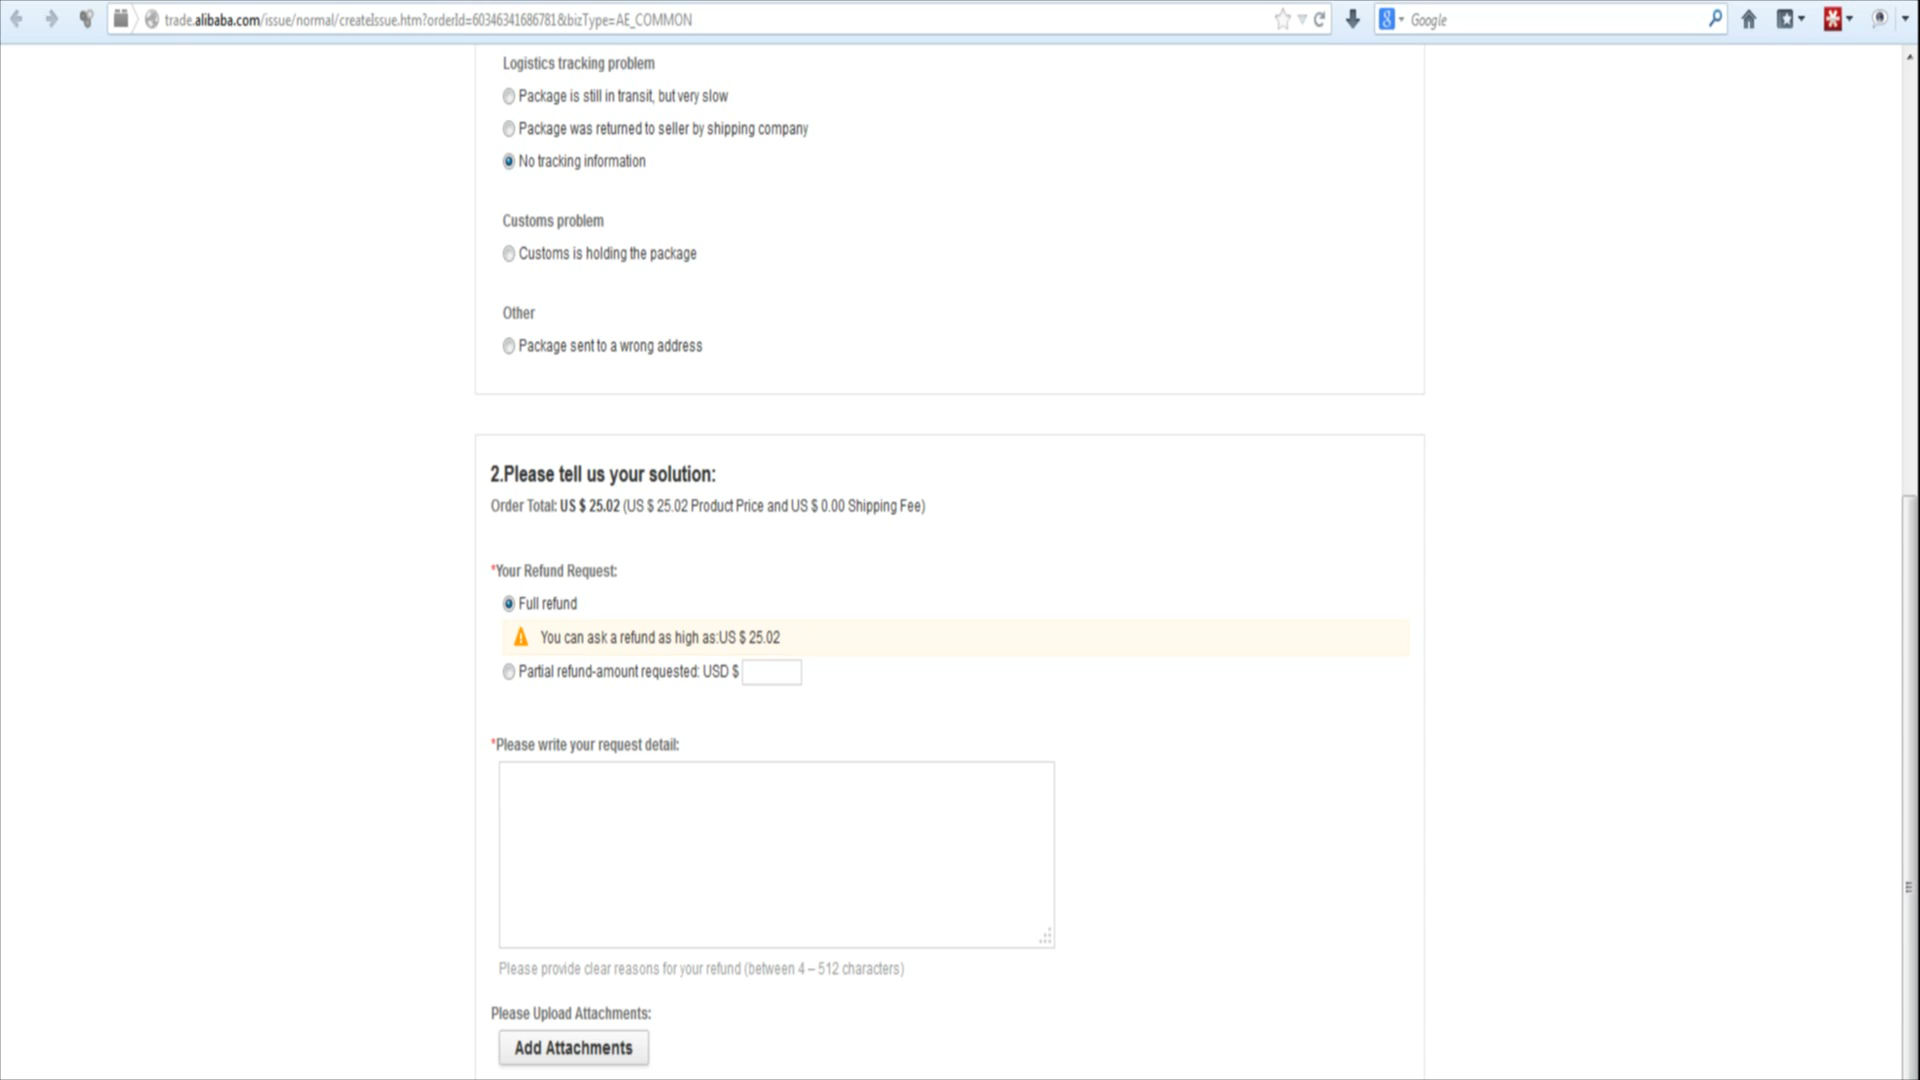 trade.alibaba.com/issue/normal/createIssue.htm?orderId=60346341686781&bizType=AE_COMMON
Google
Logistics tracking problem
Package is still in transit, but very slow
Package was returned to seller by shipping company
No tracking information
Customs problem
Customs is holding the package
Other
Package sent to a wrong address
2.Please tell us your solution:
Order Total: US $ 25.02 (US $ 25.02 Product Price and US $ 0.00 Shipping Fee)
*Your Refund Request:
Full refund
You can ask a refund as high as:US $ 25.02
Partial refund-amount requested: USD $
*Please write your request detail:
Please provide clear reasons for your refund (between 4 – 512 characters)
Please Upload Attachments:
Add Attachments